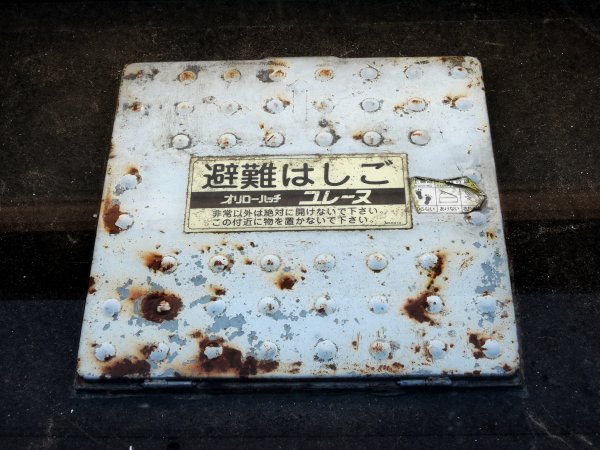 避難はしご
オリローハッチ ユレーヌ
非常以外は絶対に開けないで下さい。
この付近に物を置かないで下さい。